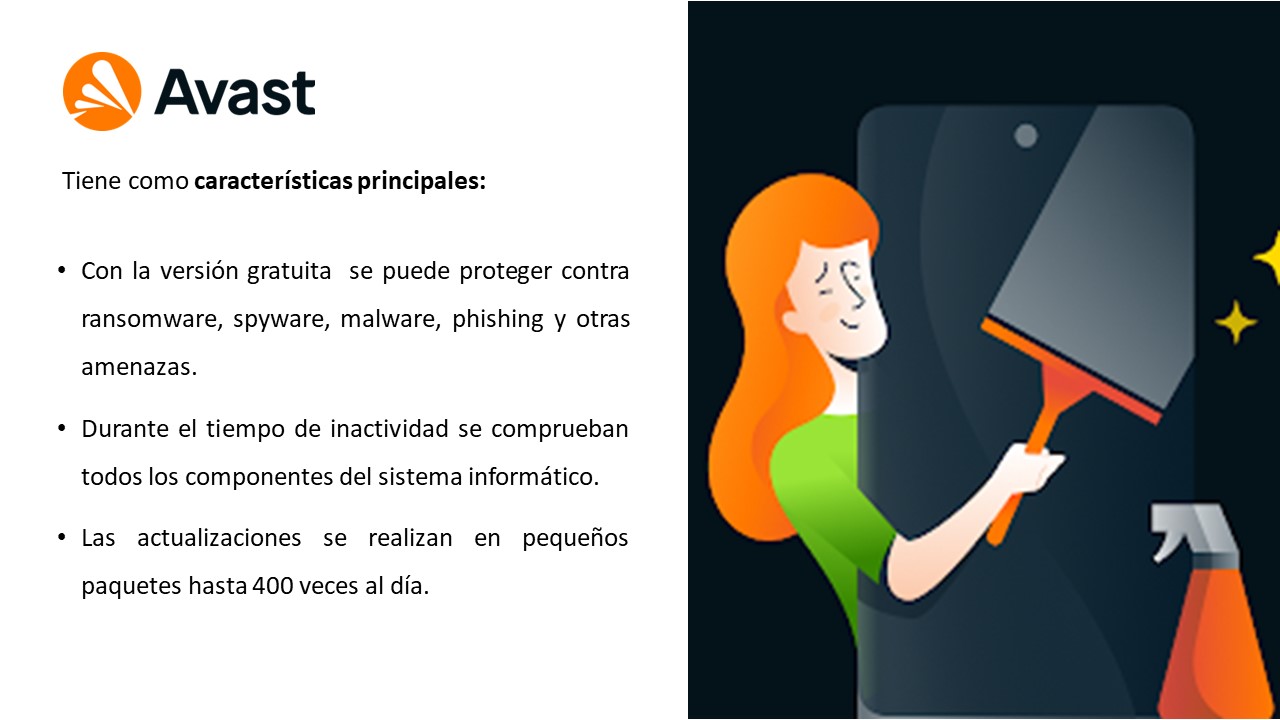 Avast
Tiene como características principales:
• Con la versión gratuita se puede proteger contra
ransomware, spyware, malware, phishing y otras
amenazas.
• Durante el tiempo de inactividad se comprueban
todos los componentes del sistema informático.
• Las actualizaciones se realizan en pequeños
paquetes hasta 400 veces al día.